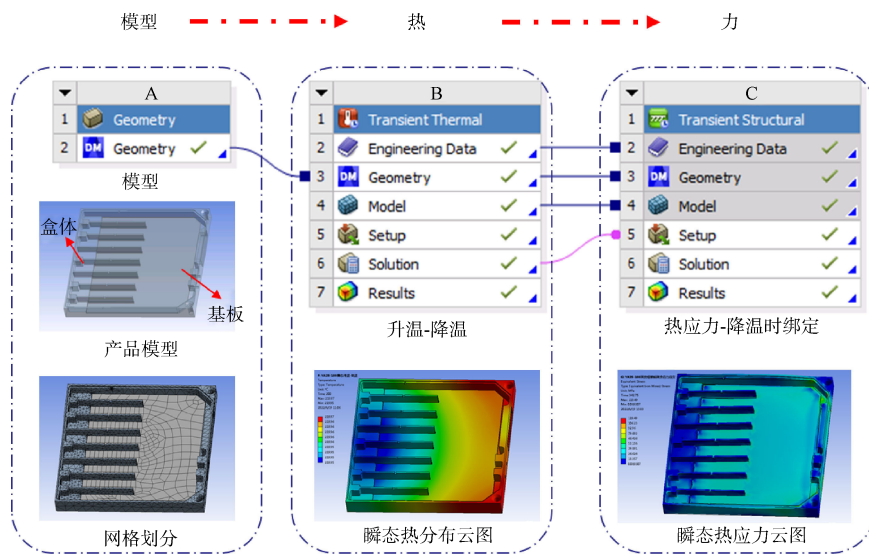 模型
热
力
A
1 Geometry
2 DM Geometry
模型
盒体
基板
产品模型
网格划分
B
1 Transient Thermal
2 Engineering Data
3 DM Geometry
4 Model
5 Setup
6 Solution
7 Results
升温-降温
瞬态热分布云图
C
1 Transient Structural
2 Engineering Data
3 DM Geometry
4 Model
5 Setup
6 Solution
7 Results
热应力-降温时绑定
瞬态热应力云图